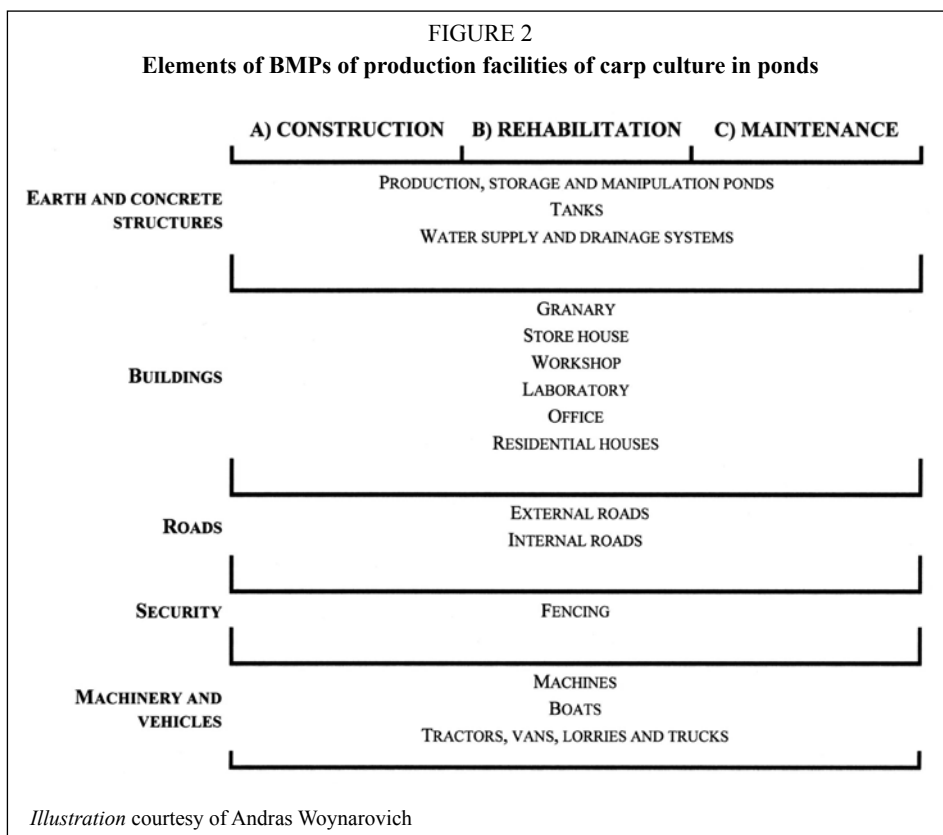 FIGURE 2
Elements of BMPs of production facilities of carp culture in ponds
A) CONSTRUCTION B) REHABILITATION C) MAINTENANCE
EARTH AND CONCRETE
STRUCTURES
PRODUCTION, STORAGE AND MANIPULATION PONDS
TANKS
WATER SUPPLY AND DRAINAGE SYSTEMS
BUILDINGS
GRANARY
STORE HOUSE
WORKSHOP
LABORATORY
OFFICE
RESIDENTIAL HOUSES
ROADS
EXTERNAL ROADS
INTERNAL ROADS
SECURITY
FENCING
MACHINERY AND
VEHICLES
MACHINES
BOATS
TRACTORS, VANS, LORRIES AND TRUCKS
Illustration courtesy of Andras Woynarovich